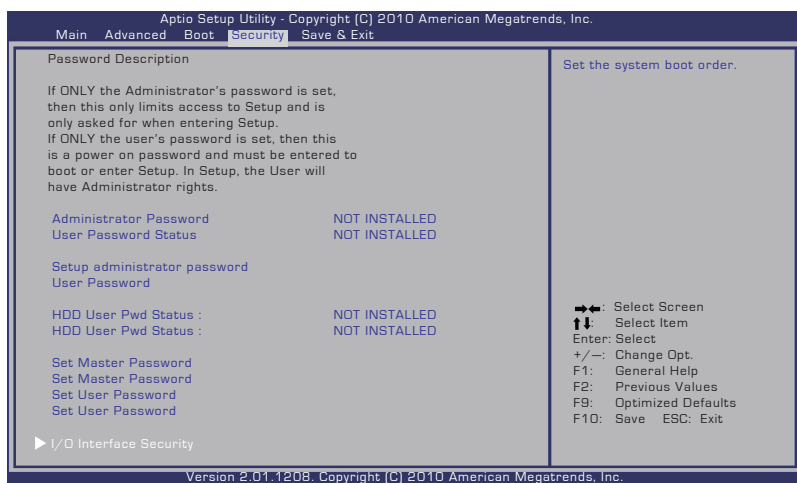 Aptio Setup Utility - Copyright (C) 2010 American Megatrends, Inc.
Main Advanced Boot Security Save & Exit
Password Description
If ONLY the Administrator's password is set,
then this only limits access to Setup and is
only asked for when entering Setup.
If ONLY the user's password is set, then this
is a power on password and must be entered to
boot or enter Setup. In Setup, the User will
have Administrator rights.
Administrator Password NOT INSTALLED
User Password Status NOT INSTALLED
Setup administrator password
User Password
HDD User Pwd Status : NOT INSTALLED
HDD User Pwd Status : NOT INSTALLED
Set Master Password
Set Master Password
Set User Password
Set User Password
I/O Interface Security
Set the system boot order.
→←: Select Screen
↑↓: Select Item
Enter: Select
+/—: Change Opt.
F1: General Help
F2: Previous Values
F9: Optimized Defaults
F10: Save ESC: Exit
Version 2.01.1208. Copyright (C) 2010 American Megatrends, Inc.